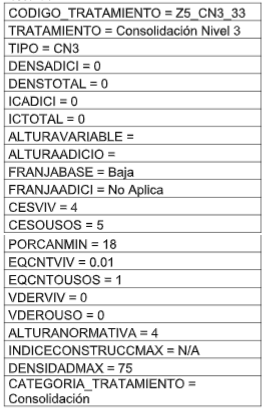 CODIGO_TRATAMIENTO = Z5_CN3_33
TRATAMIENTO = Consolidación Nivel 3
TIPO = CN3
DENSADICI = 0
DENSTOTAL = 0
ICADICI = 0
ICTOTAL = 0
ALTURAVARIABLE =
ALTURAADICIO =
FRANJABASE = Baja
FRANJAADICI = No Aplica
CESVIV = 4
CESOUSOS = 5
PORCANMIN = 18
EQCNTVIV = 0.01
EQCNTOUSOS = 1
VDERVIV = 0
VDEROUSO = 0
ALTURANORMATIVA = 4
INDICECONSTRUCCMAX = N/A
DENSIDADMAX = 75
CATEGORIA_TRATAMIENTO =
Consolidación